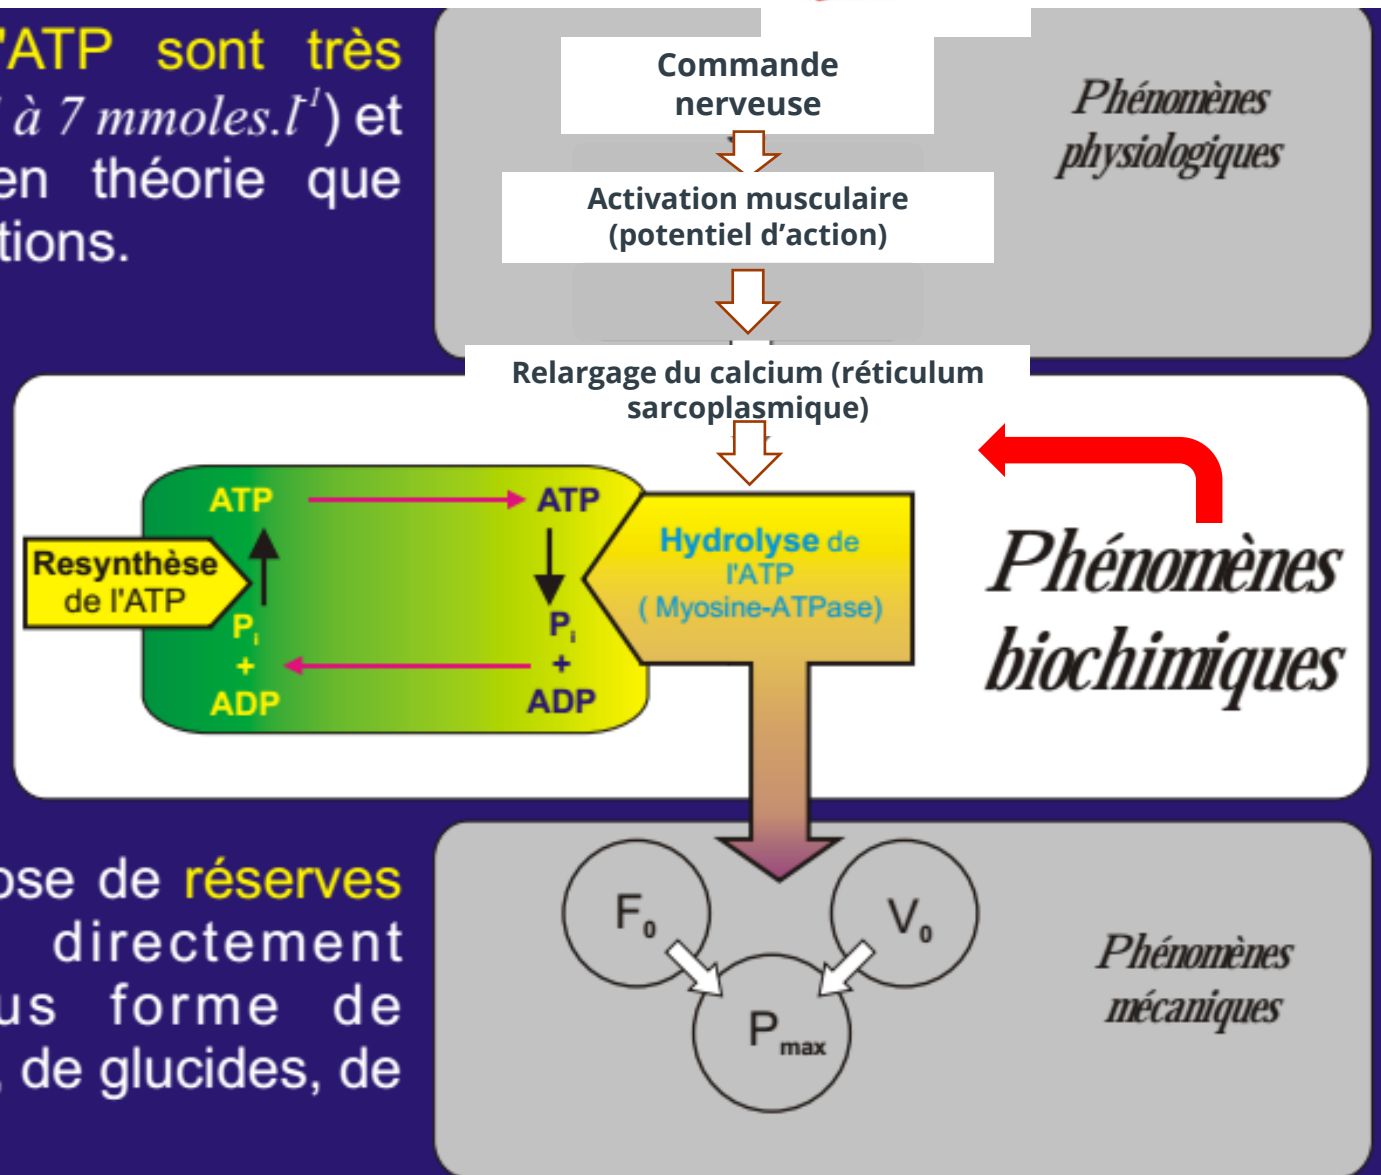 'ATP sont très
à 7 mmoles.l-1) et
en théorie que
tions.
Commande
nerveuse
Activation musculaire
(potentiel d'action)
Relargage du calcium (réticulum
sarcoplasmique)
Phénomènes
physiologiques
ATP
ATP
Resynthèse
de l'ATP
Pi
+
ADP
Pi
+
ADP
Hydrolyse de
l'ATP
( Myosine-ATPase)
Phénomènes
biochimiques
ose de réserves
directement
us forme de
, de glucides, de
F0
V0
Pmax
Phénomènes
mécaniques